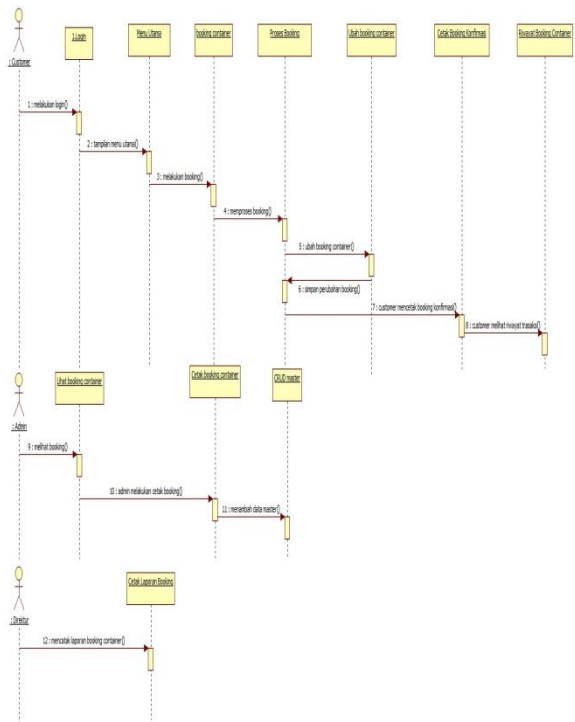 1.Login
Menu Utama
booking container
Proses Booking
Ubah booking container
Cetak Booking Konfirmasi
Riwayat Booking Container
: Customer
1 : melakukan login()
2 : tampilan menu utama()
3 : melakukan booking()
4 : memproses booking()
5 : ubah booking container()
6 : simpan perubahan booking()
7 : customer mencetak booking konfirmasi()
8 : customer melihat riwayat trasaksi()
Lihat booking container
Cetak booking container
CRUD master
: Admin
9 : melihat booking()
10 : admin melakukan cetak booking()
11 : menambah data master()
Cetak Laporan Booking
: Direktur
12 : mencetak laporan booking container()